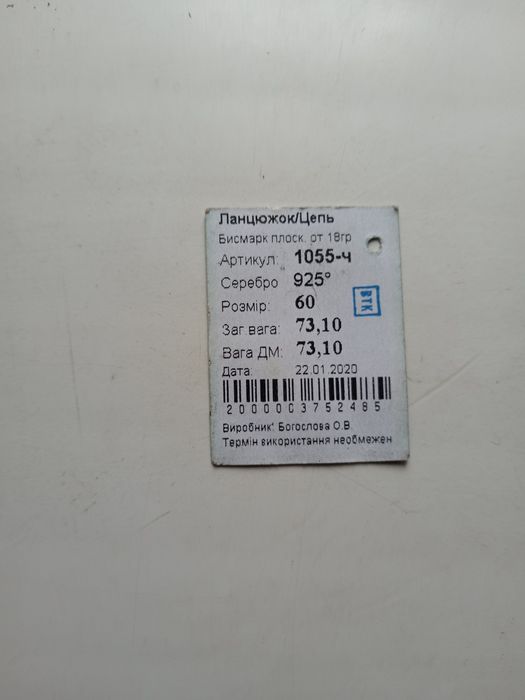 Ланцюжок/Цепь
Бисмарк плоск. от 18гр
Артикул: 1055-ч
Серебро 925°
Розмір: 60
ВТК
Заг.вага: 73,10
Вага ДМ: 73,10
Дата: 22.01.2020
2000003752485
Виробник: Богослова О.В.
Термін використання необмежен